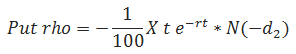 Put rho = − 1/100 X t e^{−rt} * N(−d₂)